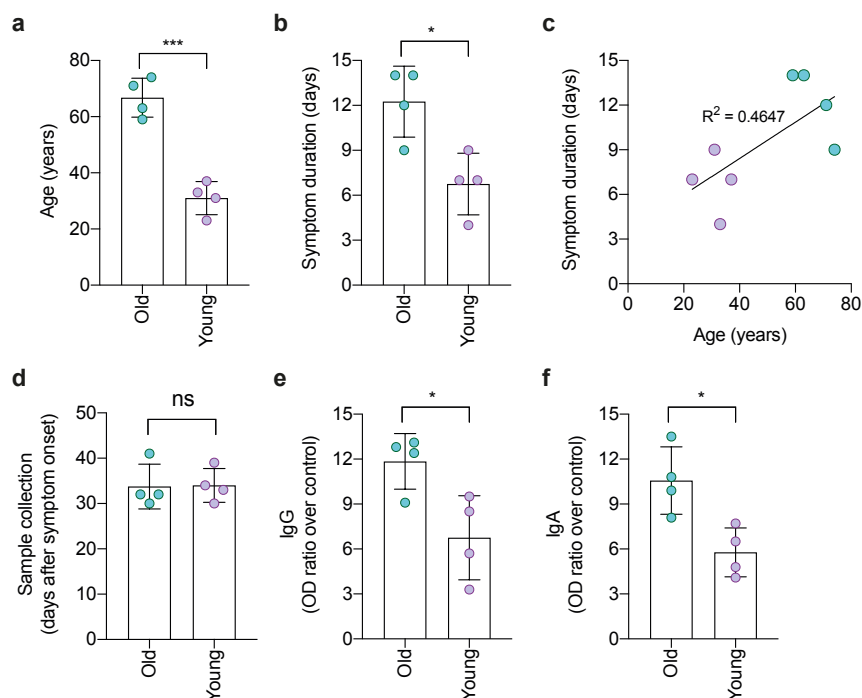 a
***
80
60
40
20
0
Age (years)
Old
Young
b
*
15
12
9
6
3
0
Symptom duration (days)
Old
Young
c
15
12
9
6
3
0
Symptom duration (days)
R² = 0.4647
0 20 40 60 80
Age (years)
d
ns
50
40
30
20
10
0
Sample collection
(days after symptom onset)
Old
Young
e
*
15
12
9
6
3
0
IgG
(OD ratio over control)
Old
Young
f
*
15
12
9
6
3
0
IgA
(OD ratio over control)
Old
Young